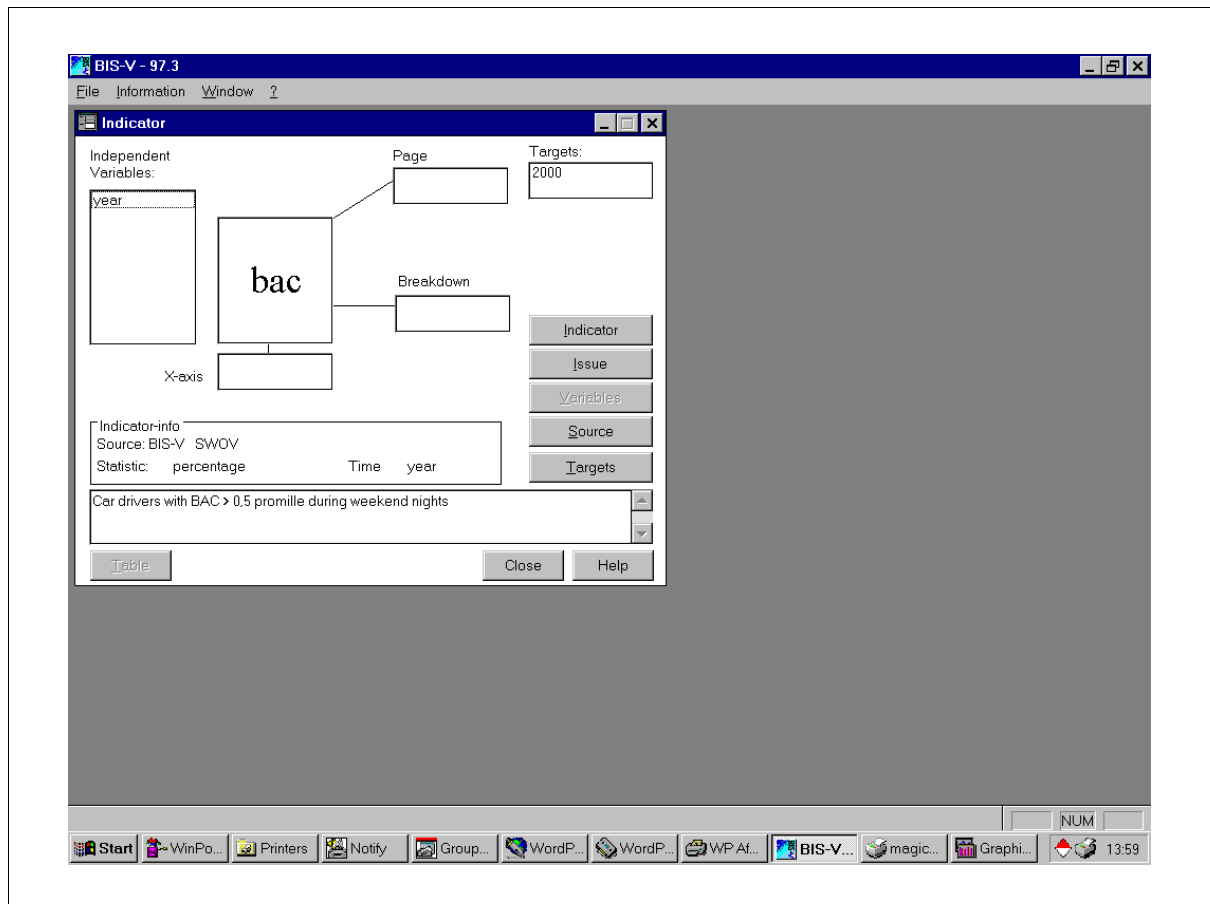 BIS-V - 97.3
File Information Window ?
Indicator
Independent
Variables:
Page
Targets:
year
2000
bac
Breakdown
X-axis
Indicator
Issue
Variables
Source
Targets
Indicator-info
Source: BIS-V SWOV
Statistic: percentage Time year
Car drivers with BAC > 0,5 promille during weekend nights
Table Close Help
NUM
Start WinPo... Printers Notify Group... WordP... WordP... WP Af... BIS-V... magic... Graphi... 13:59